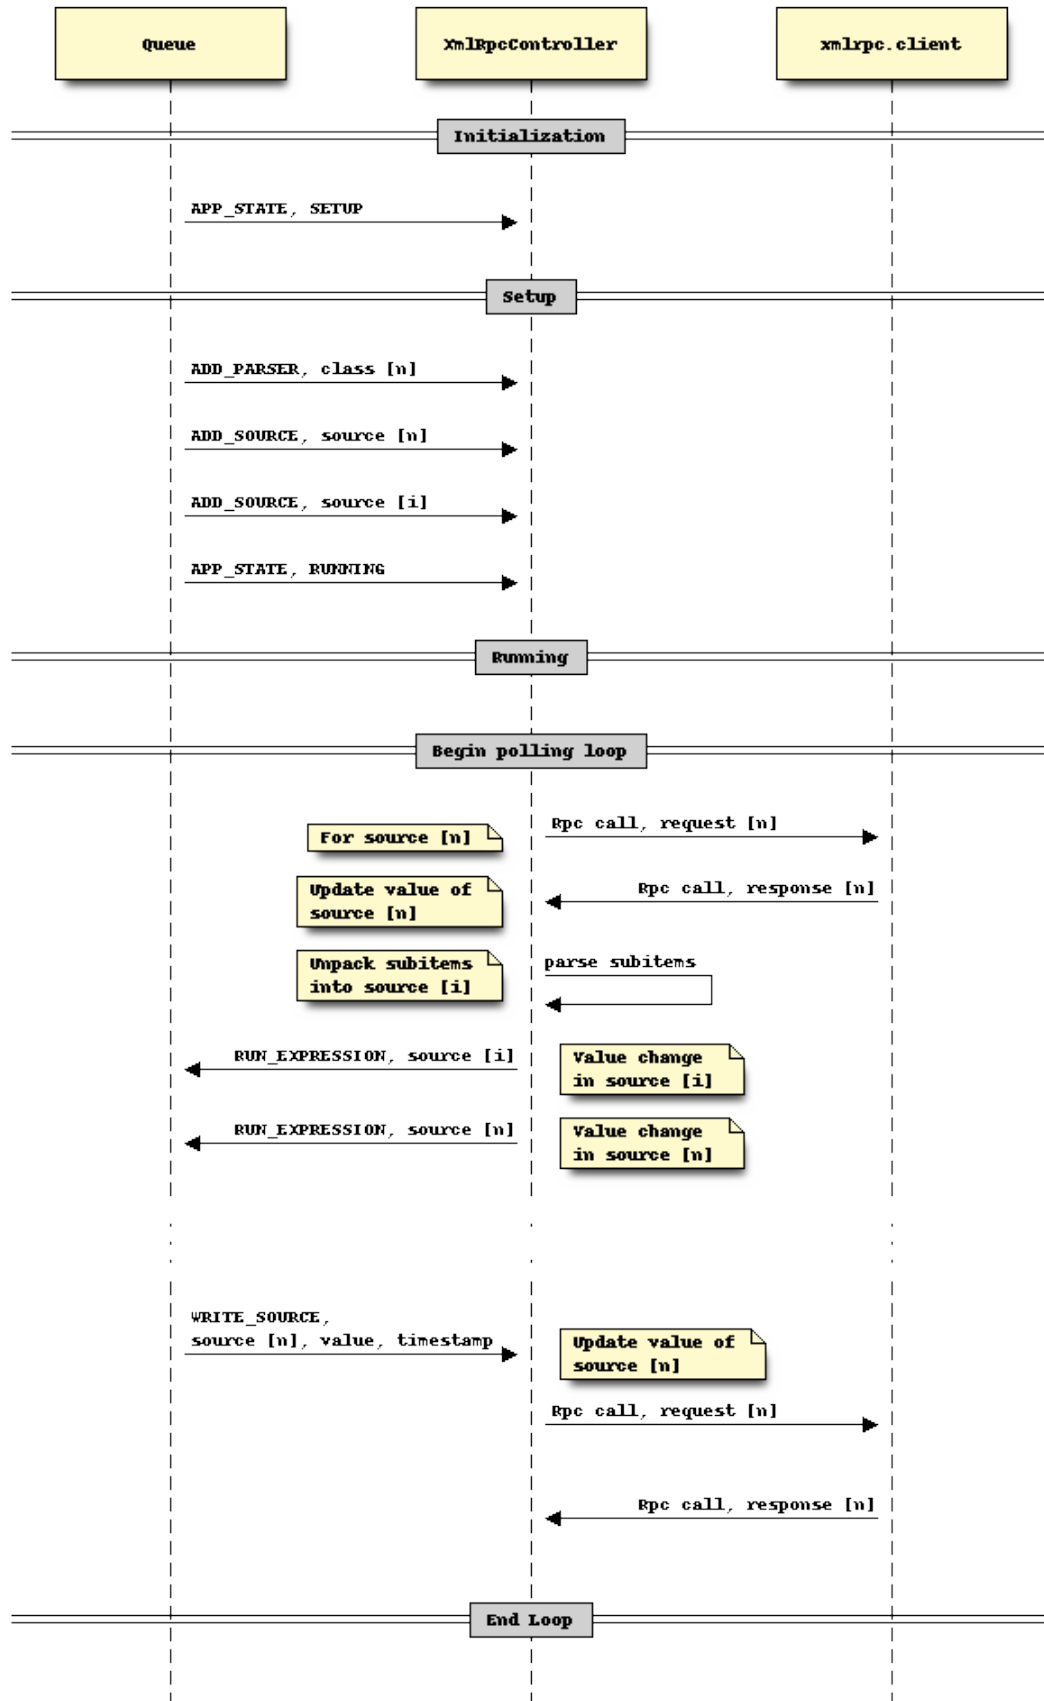 Queue
XmlRpcController
xmlrpc.client
Initialization
APP_STATE, SETUP
Setup
ADD_PARSER, class [n]
ADD_SOURCE, source [n]
ADD_SOURCE, source [i]
APP_STATE, RUNNING
Running
Begin polling loop
For source [n]
Rpc call, request [n]
Update value of
source [n]
Rpc call, response [n]
Unpack subitems
into source [i]
parse subitems
RUN_EXPRESSION, source [i]
Value change
in source [i]
RUN_EXPRESSION, source [n]
Value change
in source [n]
WRITE_SOURCE,
source [n], value, timestamp
Update value of
source [n]
Rpc call, request [n]
Rpc call, response [n]
End Loop